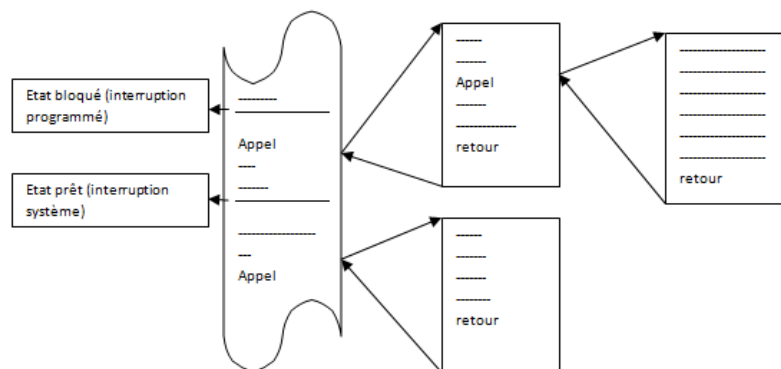 Etat bloqué (interruption
programmé)
Etat prêt (interruption
système)
Appel
Appel
Appel
retour
retour
retour